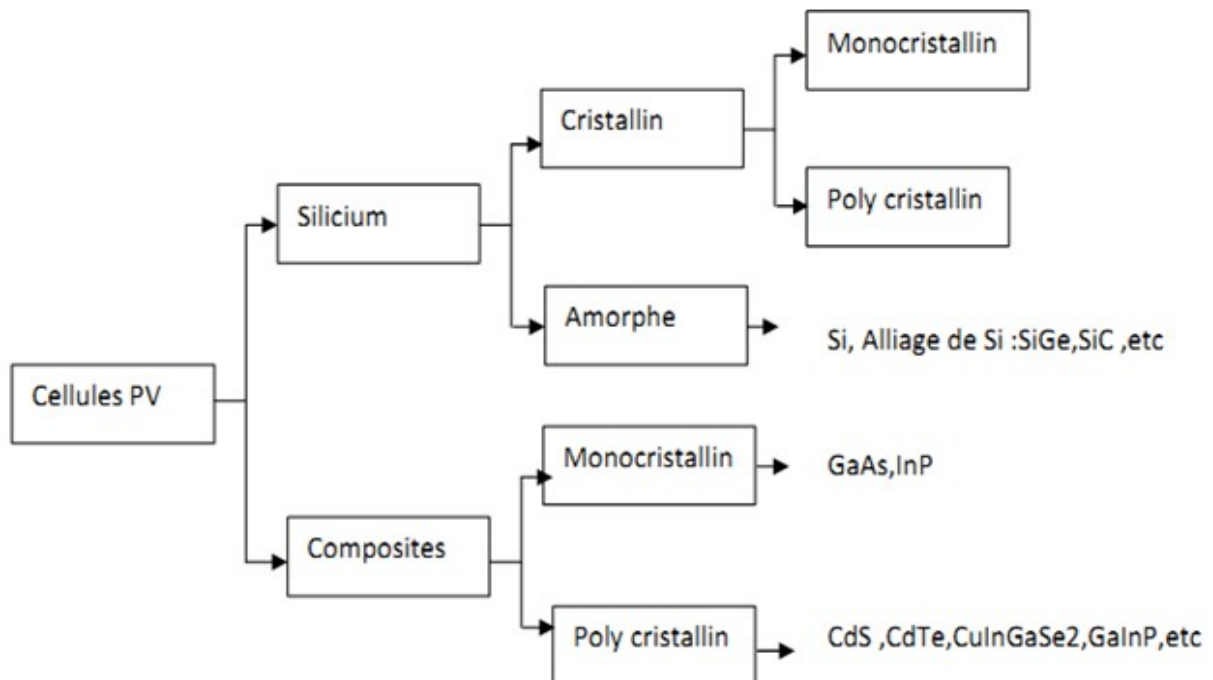 Monocristallin
Cristallin
Poly cristallin
Silicium
Amorphe
Si, Alliage de Si :SiGe,SiC ,etc
Cellules PV
Monocristallin
GaAs,InP
Composites
Poly cristallin
CdS ,CdTe,CuInGaSe2,GaInP,etc